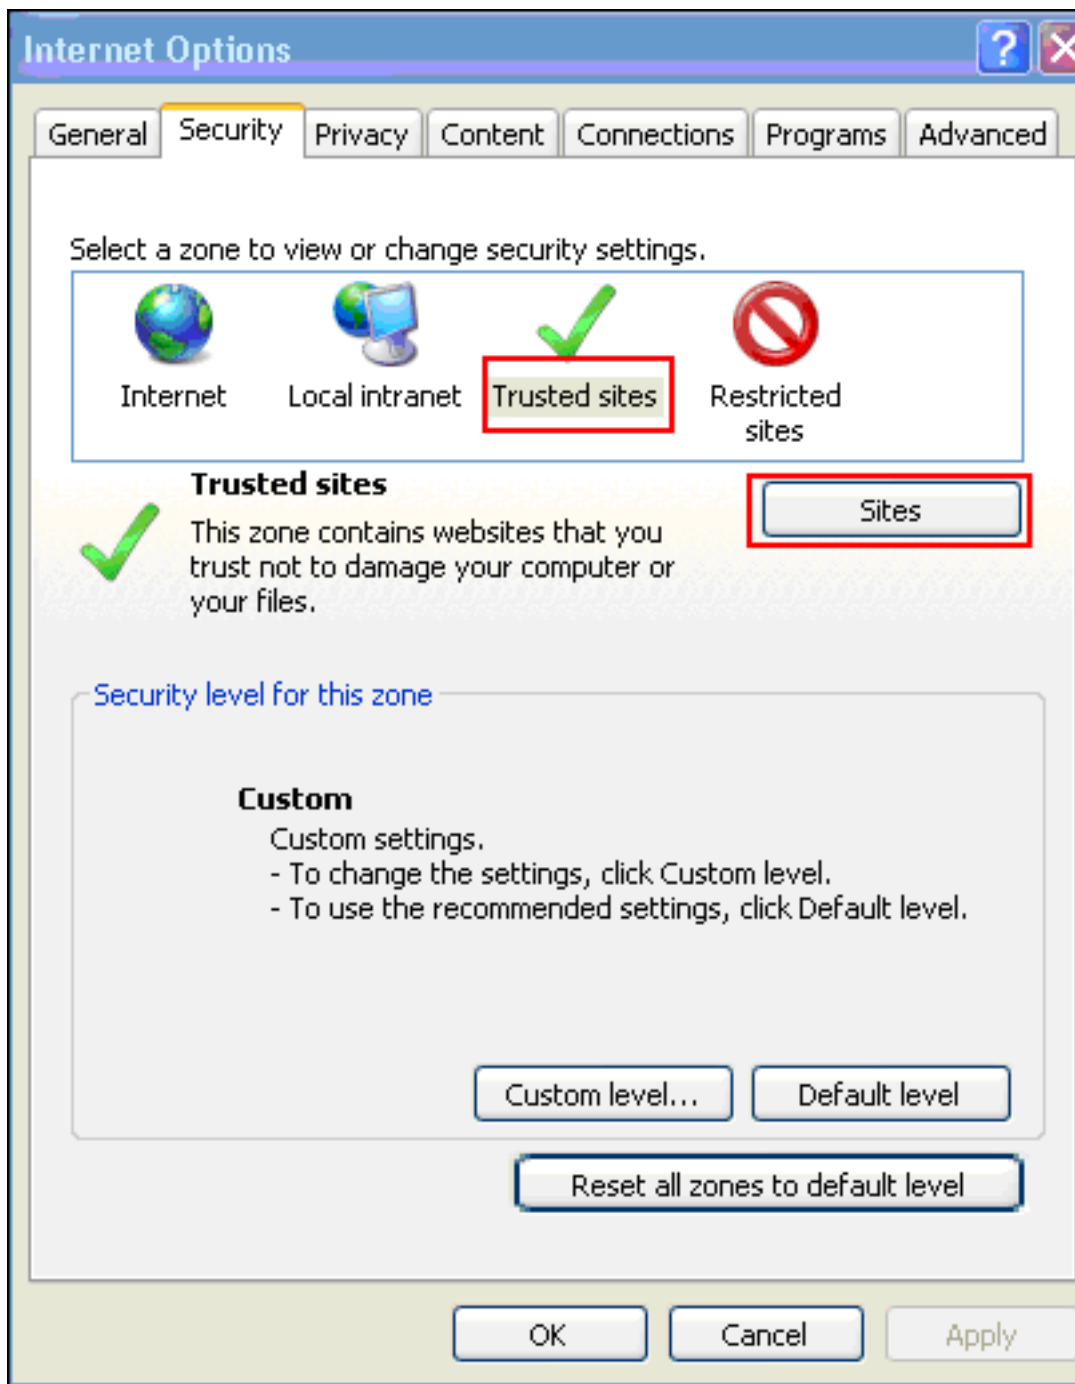 Internet Options
General Security Privacy Content Connections Programs Advanced
Select a zone to view or change security settings.
Internet Local intranet Trusted sites Restricted
sites
Trusted sites
Sites
This zone contains websites that you
trust not to damage your computer or
your files.
Security level for this zone
Custom
Custom settings.
- To change the settings, click Custom level.
- To use the recommended settings, click Default level.
Custom level... Default level
Reset all zones to default level
OK Cancel Apply